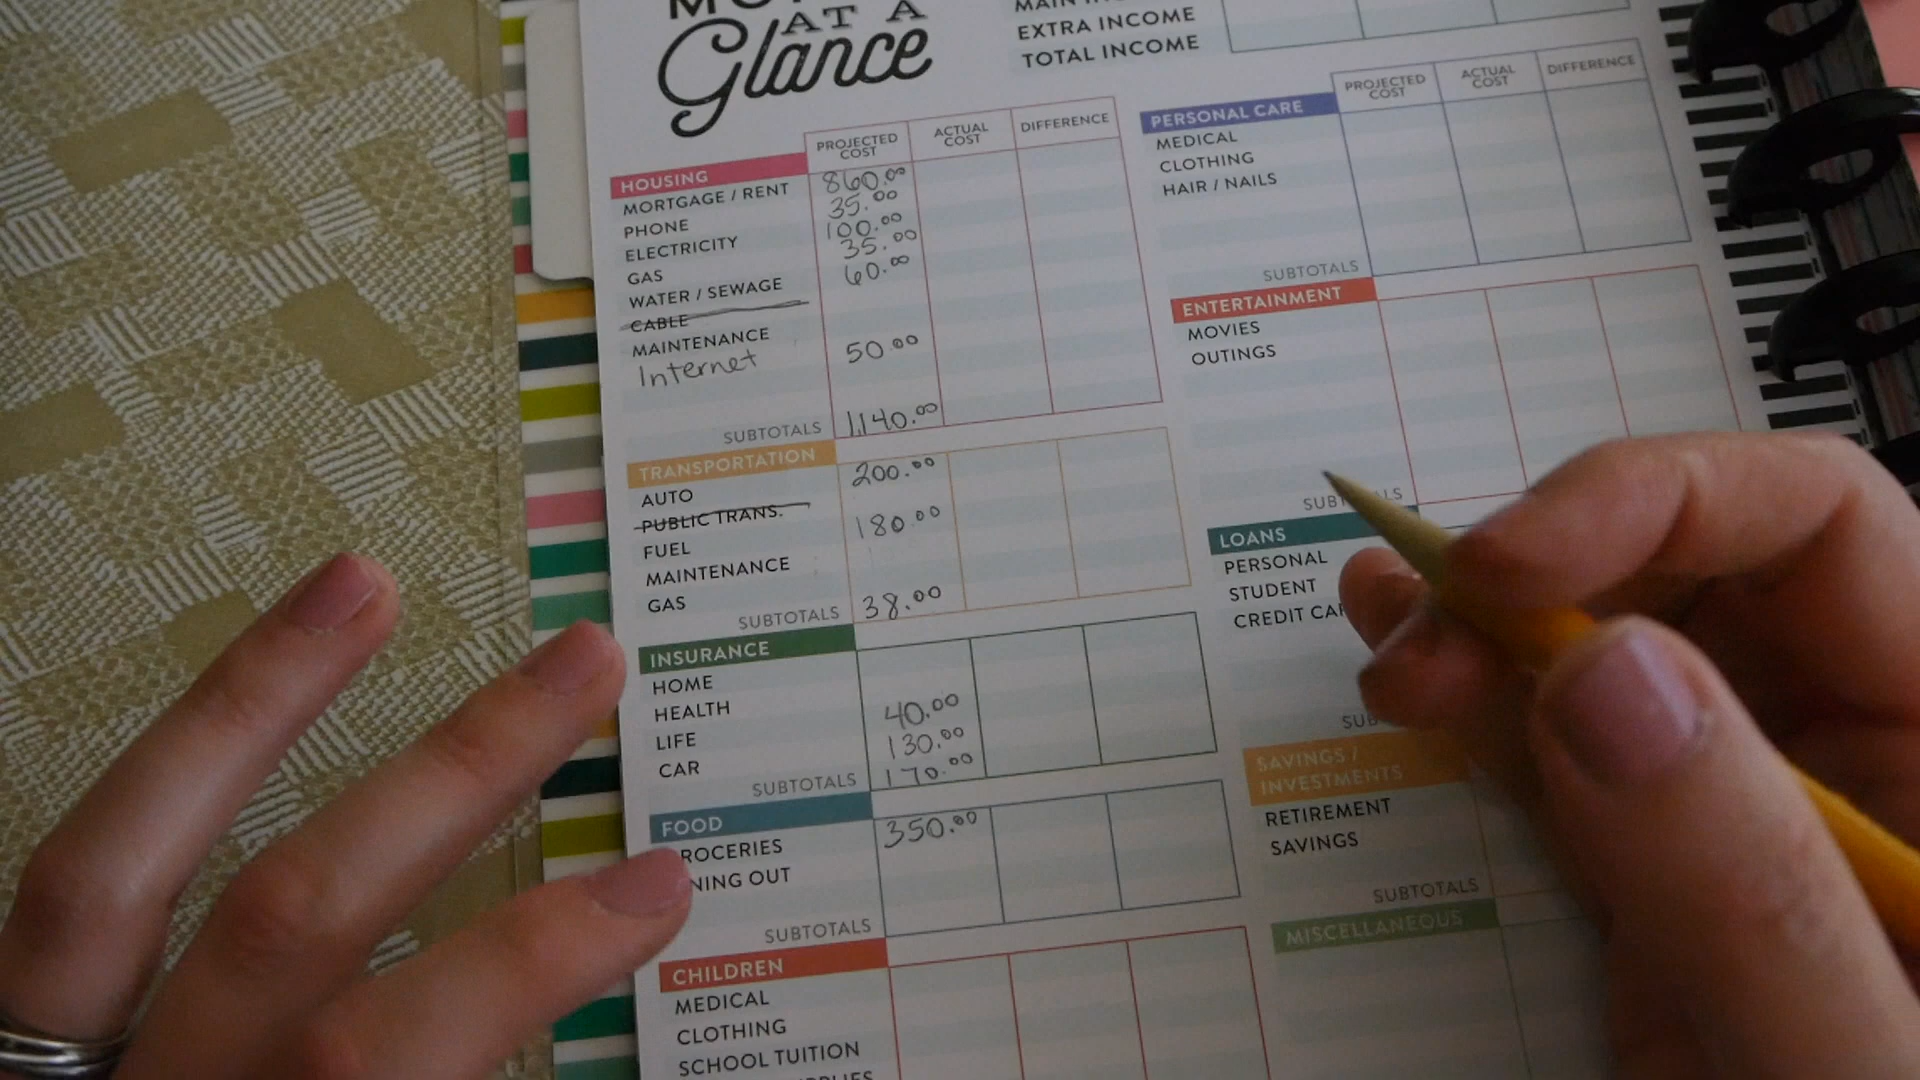 AT A
Glance
EXTRA INCOME
TOTAL INCOME
PROJECTED COST ACTUAL COST DIFFERENCE
HOUSING
MORTGAGE / RENT 860.00
PHONE 35.00
ELECTRICITY 100.00
GAS 35.00
WATER / SEWAGE 60.00
CABLE
MAINTENANCE
Internet 50.00
SUBTOTALS 1,140.00
TRANSPORTATION
AUTO 200.00
PUBLIC TRANS.
FUEL 180.00
MAINTENANCE
GAS
SUBTOTALS 38.00
INSURANCE
HOME
HEALTH
LIFE 40.00
CAR 130.00
SUBTOTALS 170.00
FOOD
ROCERIES 350.00
NING OUT
SUBTOTALS
CHILDREN
MEDICAL
CLOTHING
SCHOOL TUITION
PROJECTED COST ACTUAL COST DIFFERENCE
PERSONAL CARE
MEDICAL
CLOTHING
HAIR / NAILS
SUBTOTALS
ENTERTAINMENT
MOVIES
OUTINGS
LOANS
PERSONAL
STUDENT
CREDIT CAR
SUB
SAVINGS /
INVESTMENTS
RETIREMENT
SAVINGS
SUBTOTALS
MISCELLANEOUS